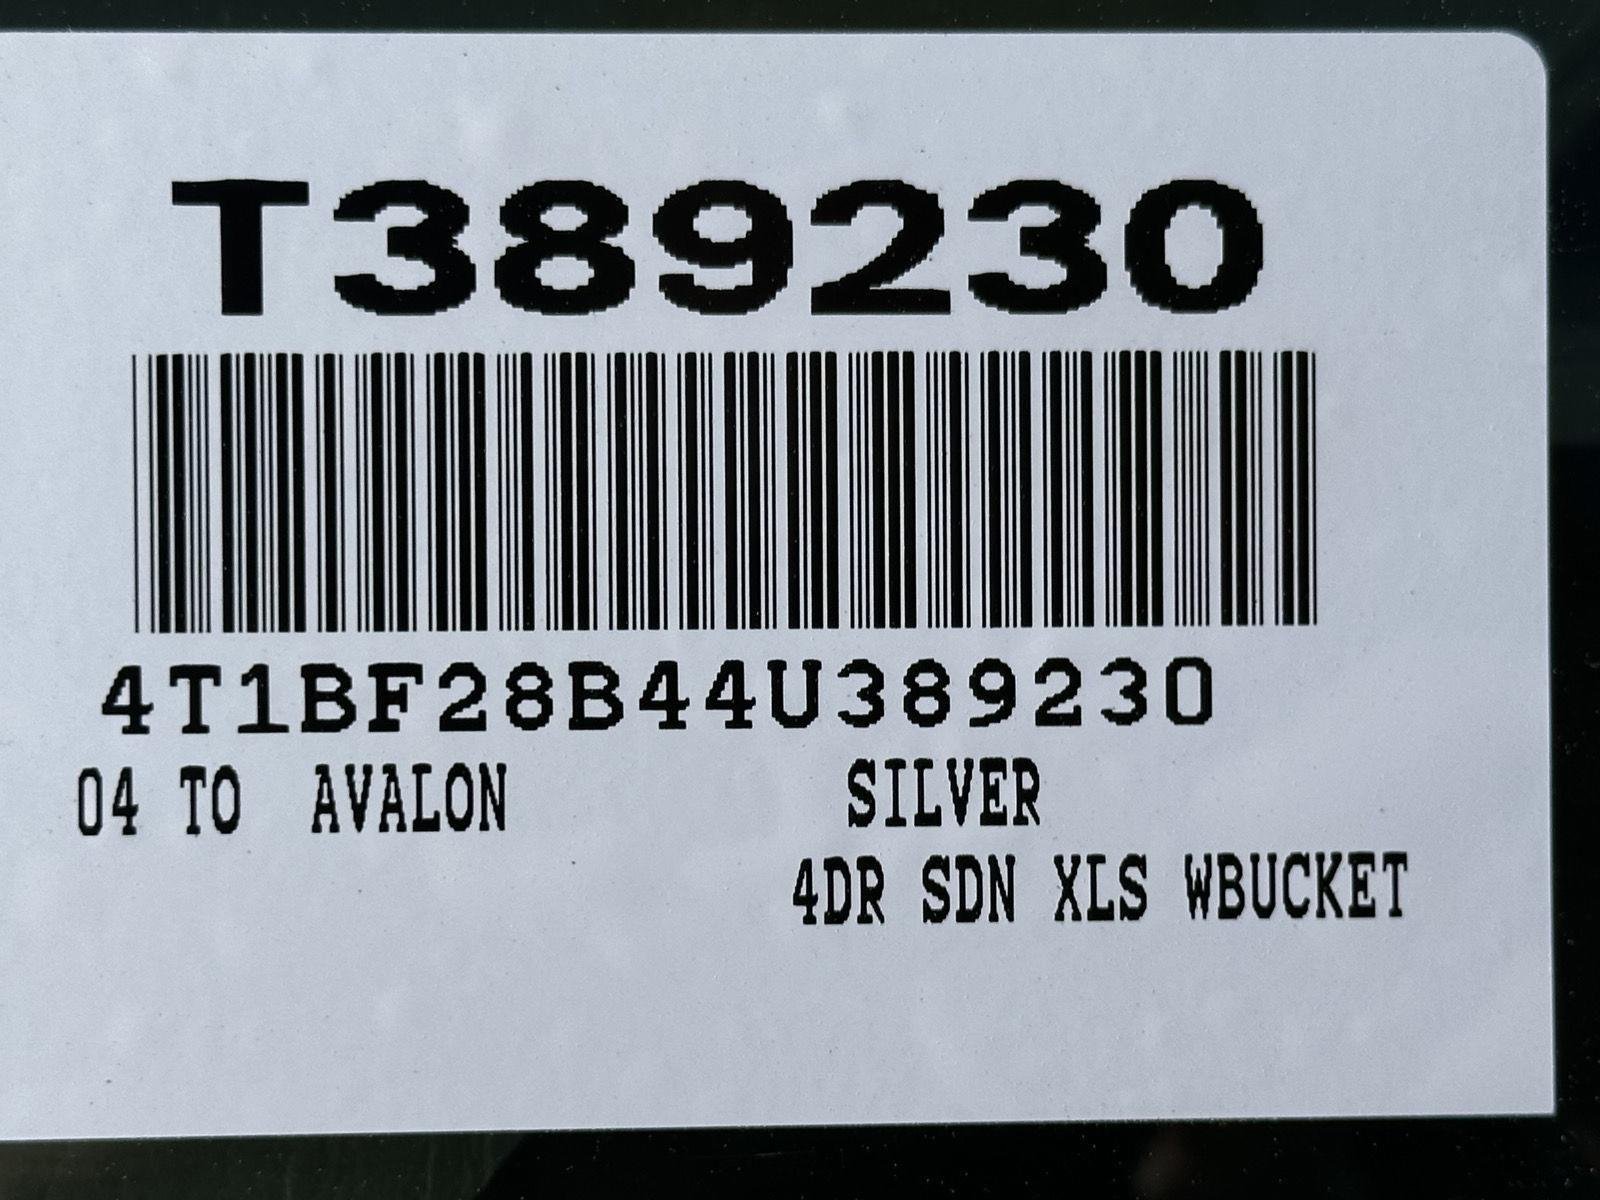 T389230
4T1BF28B44U389230
04 TO AVALON SILVER
4DR SDN XLS WBUCKET